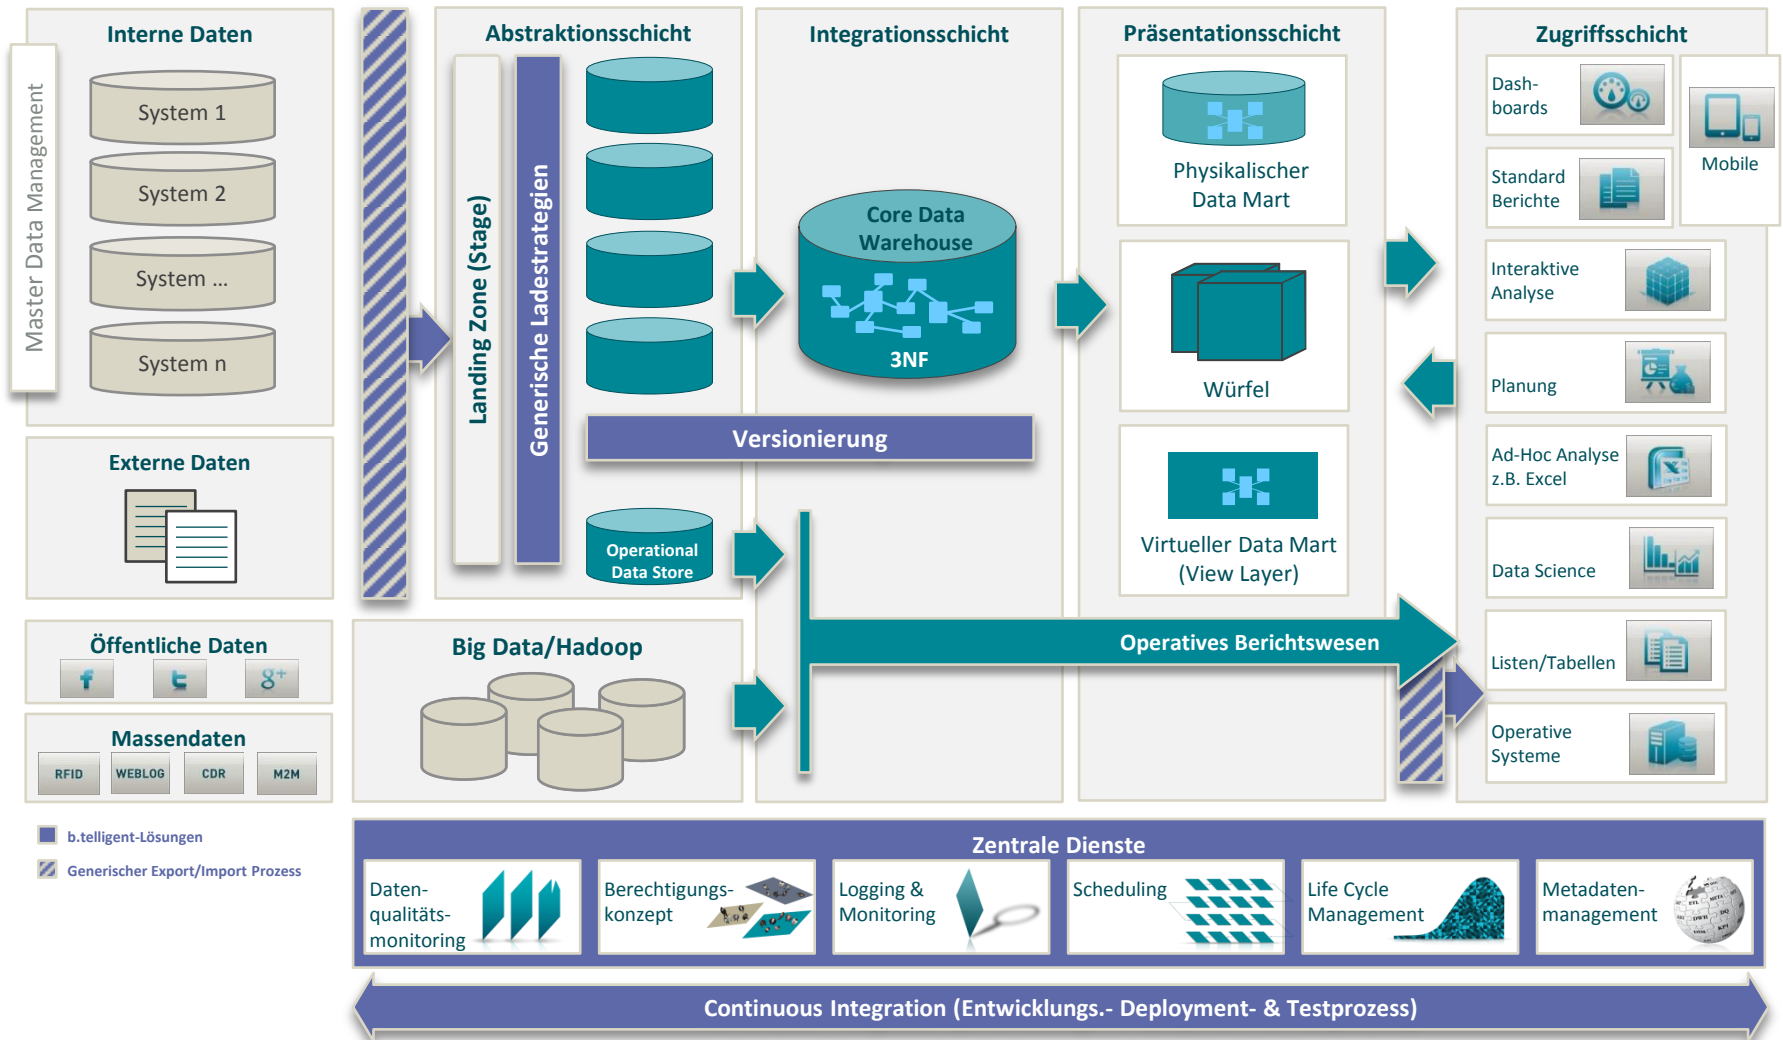 Interne Daten
Master Data Management
System 1
System 2
System ...
System n
Externe Daten
Öffentliche Daten
f
t
g+
Massendaten
RFID
WEBLOG
CDR
M2M
b.telligent-Lösungen
Generischer Export/Import Prozess
Abstraktionsschicht
Landing Zone (Stage)
Generische Ladestrategien
Operational
Data Store
Big Data/Hadoop
Integrationsschicht
Core Data
Warehouse
3NF
Versionierung
Präsentationsschicht
Physikalischer
Data Mart
Würfel
Virtueller Data Mart
(View Layer)
Operatives Berichtswesen
Zugriffsschicht
Dash-
boards
Mobile
Standard
Berichte
Interaktive
Analyse
Planung
Ad-Hoc Analyse
z.B. Excel
Data Science
Listen/Tabellen
Operative
Systeme
Zentrale Dienste
Daten-
qualitäts-
monitoring
Berechtigungs-
konzept
Logging &
Monitoring
Scheduling
Life Cycle
Management
Metadaten-
management
Continuous Integration (Entwicklungs.- Deployment- & Testprozess)